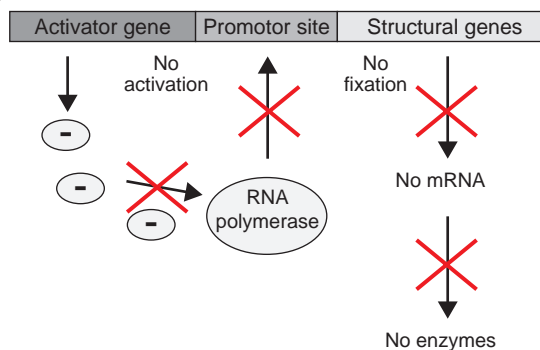 Activator gene Promotor site Structural genes
No
activation
No
fixation
-
-
-
RNA
polymerase
No mRNA
No enzymes